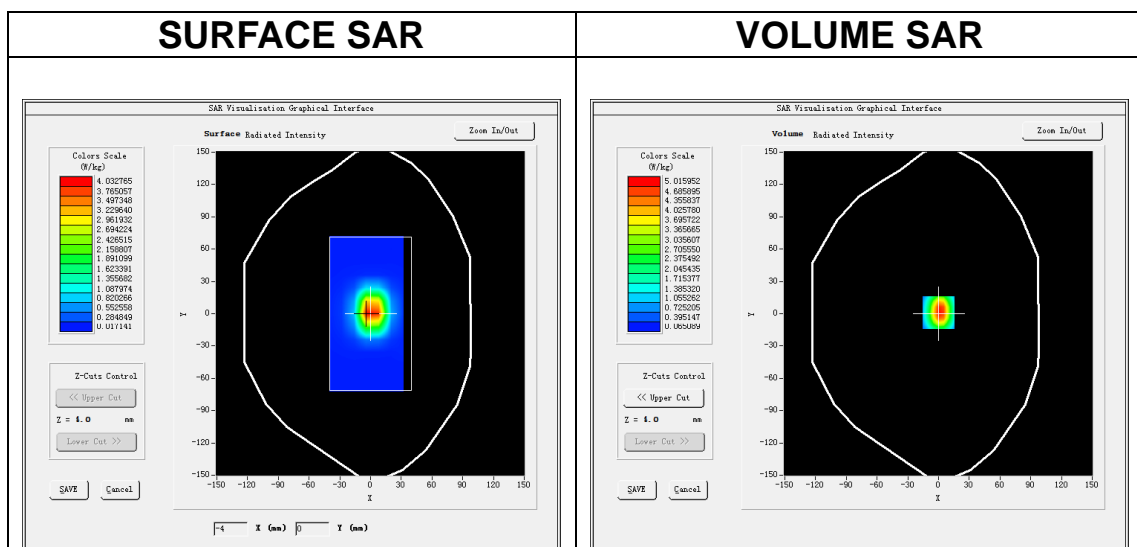 SURFACE SAR
VOLUME SAR
SAR Visualisation Graphical Interface
Surface Radiated Intensity
Zoom In/Out
Colors Scale
(W/kg)
4.032765
3.765057
3.497348
3.229640
2.961932
2.694224
2.426515
2.158807
1.891099
1.623391
1.355682
1.087974
0.820266
0.552558
0.284849
0.017141
Z-Cuts Control
<< Upper Cut
Z = 4.0 mm
Lower Cut >>
SAVE Cancel
150
120
90
60
30
0
-30
-60
-90
-120
-150
Y
-150 -120 -90 -60 -30 0 30 60 90 120 150
X
-4 X (mm) 0 Y (mm)
SAR Visualisation Graphical Interface
Volume Radiated Intensity
Zoom In/Out
Colors Scale
(W/kg)
5.015952
4.685895
4.355837
4.025780
3.695722
3.365665
3.035607
2.705550
2.375492
2.045435
1.715377
1.385320
1.055262
0.725205
0.395147
0.065089
Z-Cuts Control
<< Upper Cut
Z = 4.0 mm
Lower Cut >>
SAVE Cancel
150
120
90
60
30
0
-30
-60
-90
-120
-150
Y
-150 -120 -90 -60 -30 0 30 60 90 120 150
X